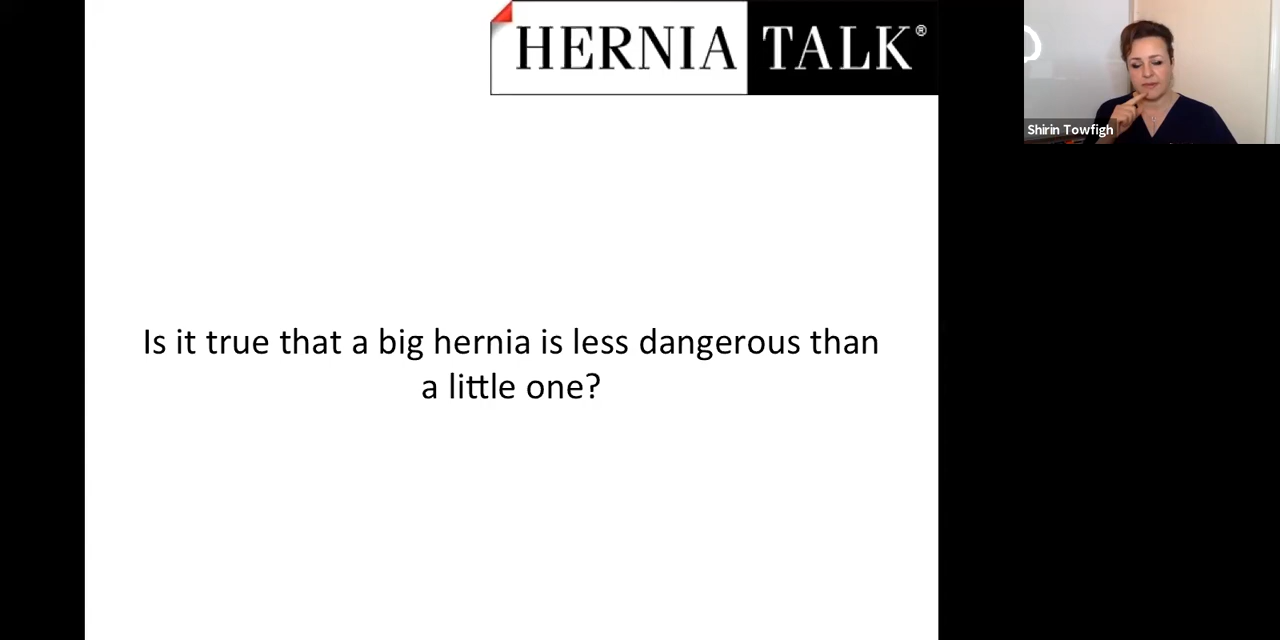 HERNIA TALK®
Shirin Towfigh
Is it true that a big hernia is less dangerous than
a little one?